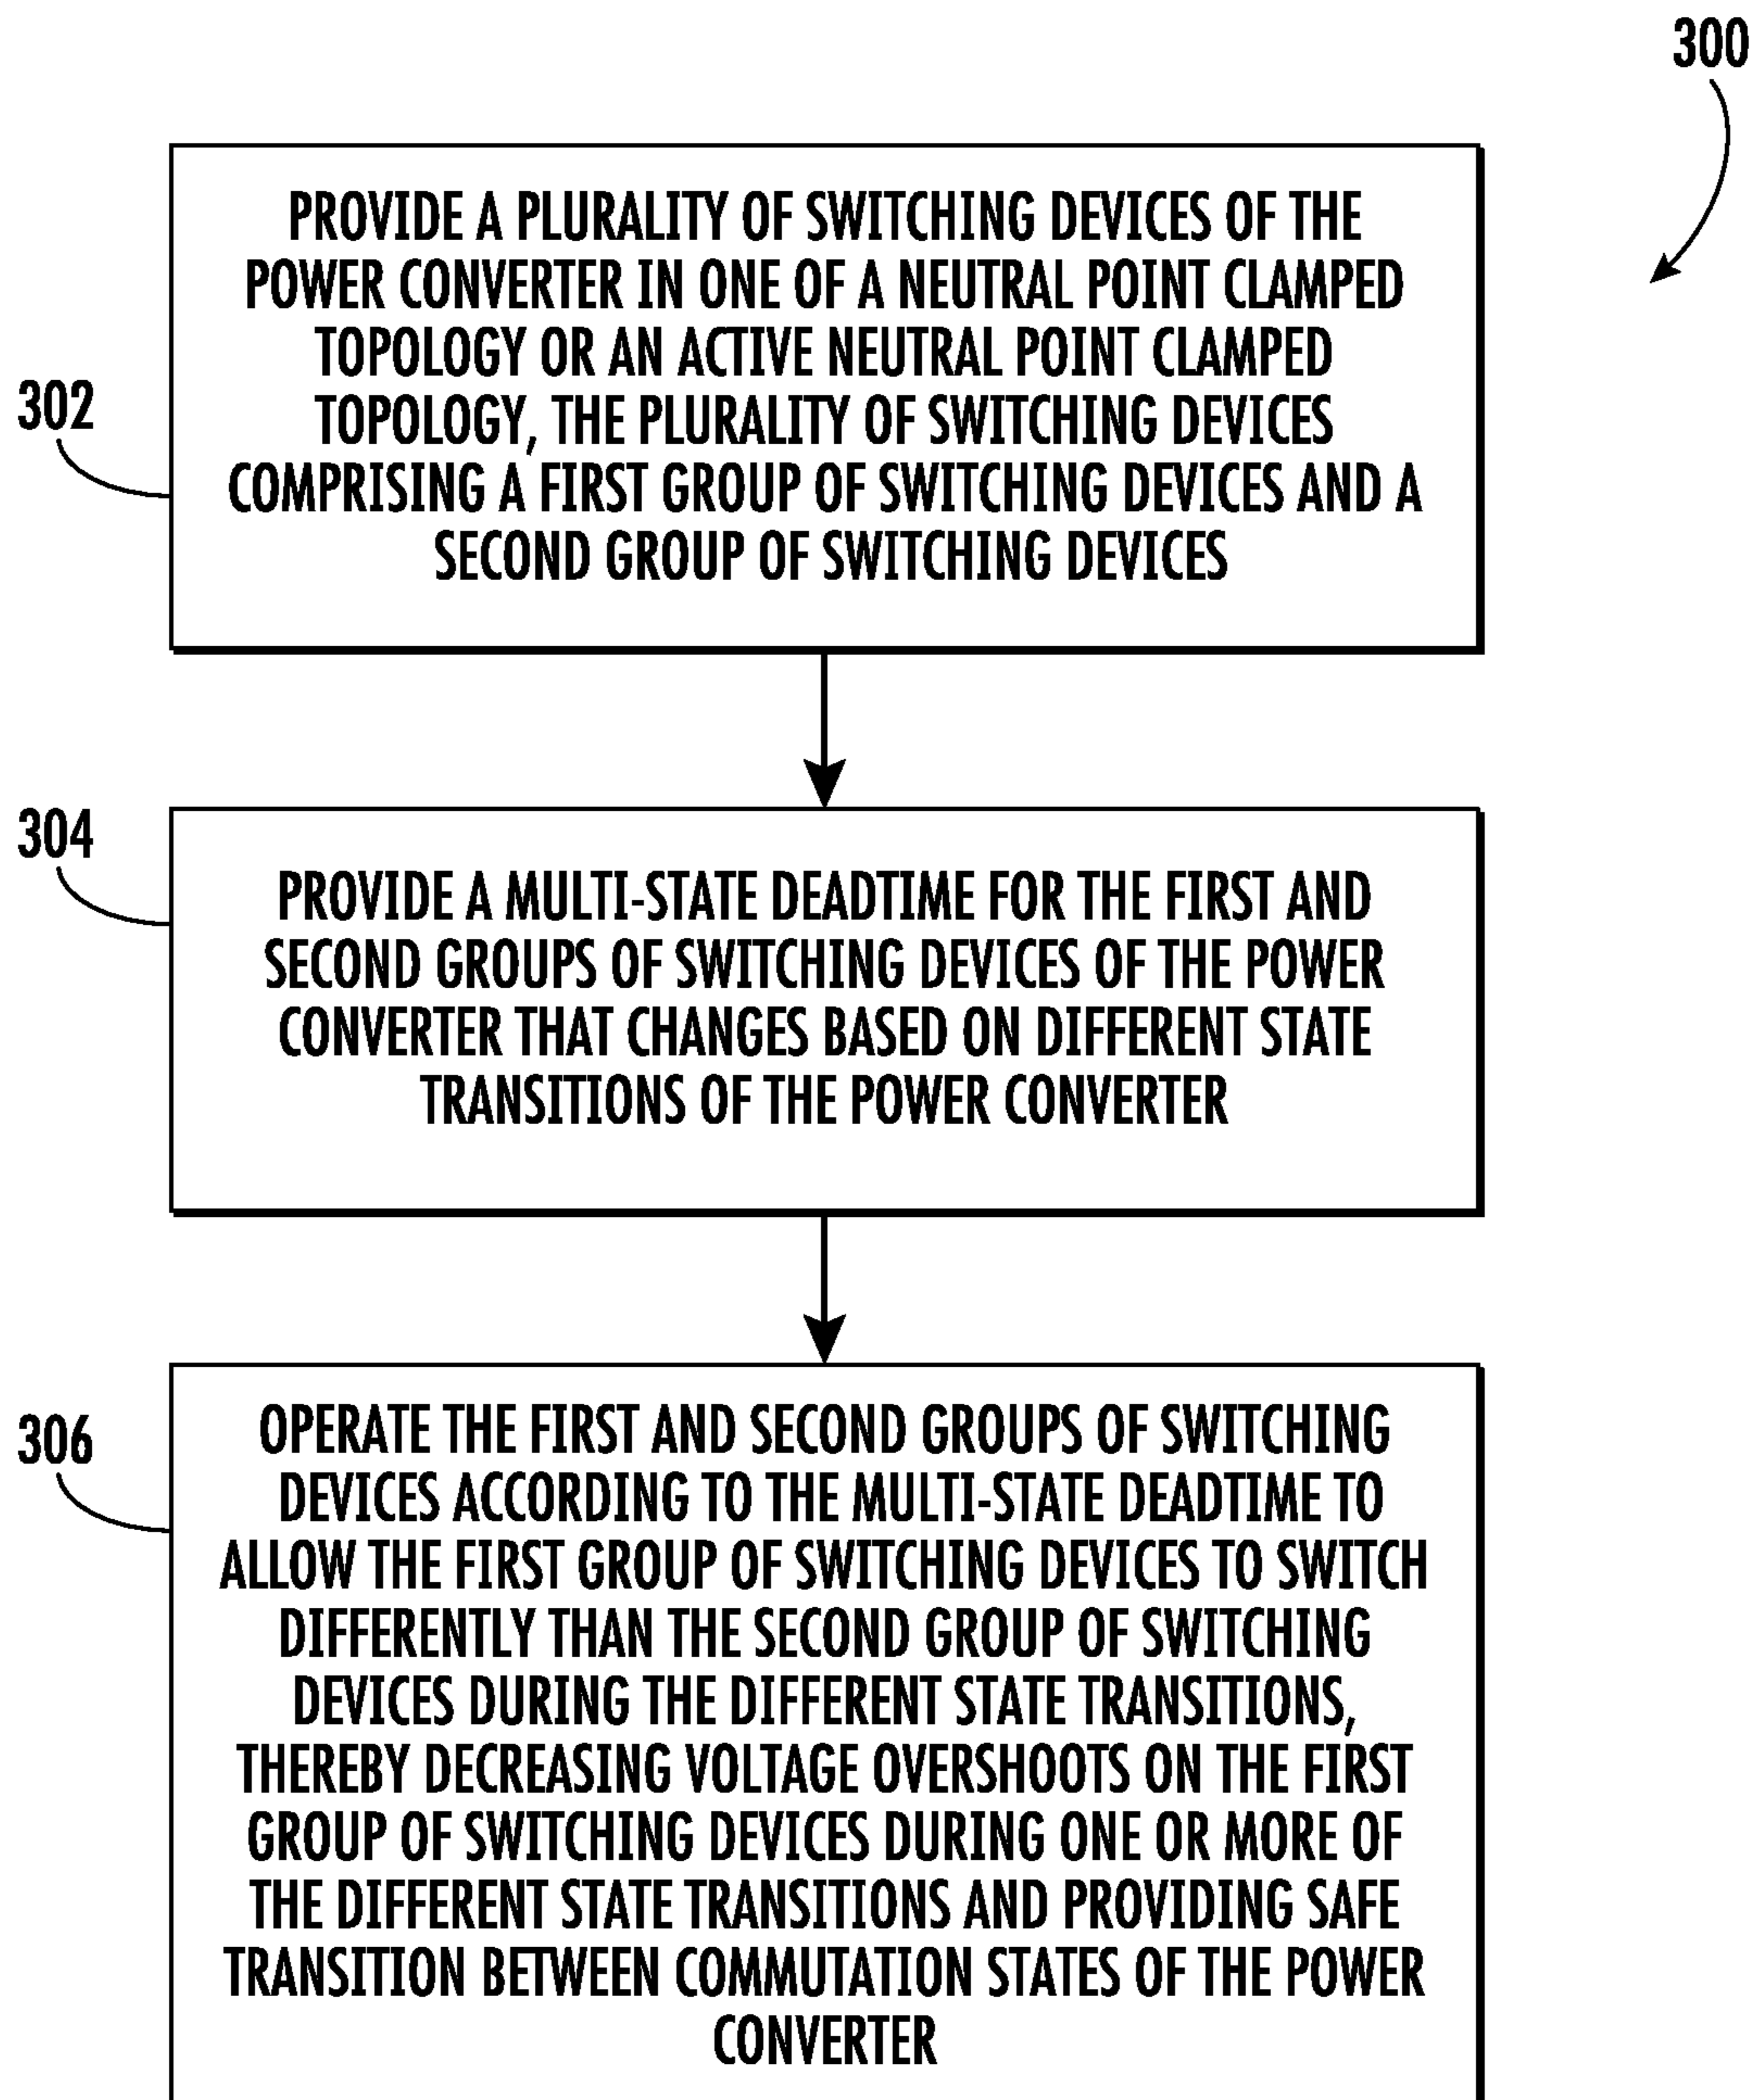 300
302
PROVIDE A PLURALITY OF SWITCHING DEVICES OF THE
POWER CONVERTER IN ONE OF A NEUTRAL POINT CLAMPED
TOPOLOGY OR AN ACTIVE NEUTRAL POINT CLAMPED
TOPOLOGY, THE PLURALITY OF SWITCHING DEVICES
COMPRISING A FIRST GROUP OF SWITCHING DEVICES AND A
SECOND GROUP OF SWITCHING DEVICES
304
PROVIDE A MULTI-STATE DEADTIME FOR THE FIRST AND
SECOND GROUPS OF SWITCHING DEVICES OF THE POWER
CONVERTER THAT CHANGES BASED ON DIFFERENT STATE
TRANSITIONS OF THE POWER CONVERTER
306
OPERATE THE FIRST AND SECOND GROUPS OF SWITCHING
DEVICES ACCORDING TO THE MULTI-STATE DEADTIME TO
ALLOW THE FIRST GROUP OF SWITCHING DEVICES TO SWITCH
DIFFERENTLY THAN THE SECOND GROUP OF SWITCHING
DEVICES DURING THE DIFFERENT STATE TRANSITIONS,
THEREBY DECREASING VOLTAGE OVERSHOOTS ON THE FIRST
GROUP OF SWITCHING DEVICES DURING ONE OR MORE OF
THE DIFFERENT STATE TRANSITIONS AND PROVIDING SAFE
TRANSITION BETWEEN COMMUTATION STATES OF THE POWER
CONVERTER